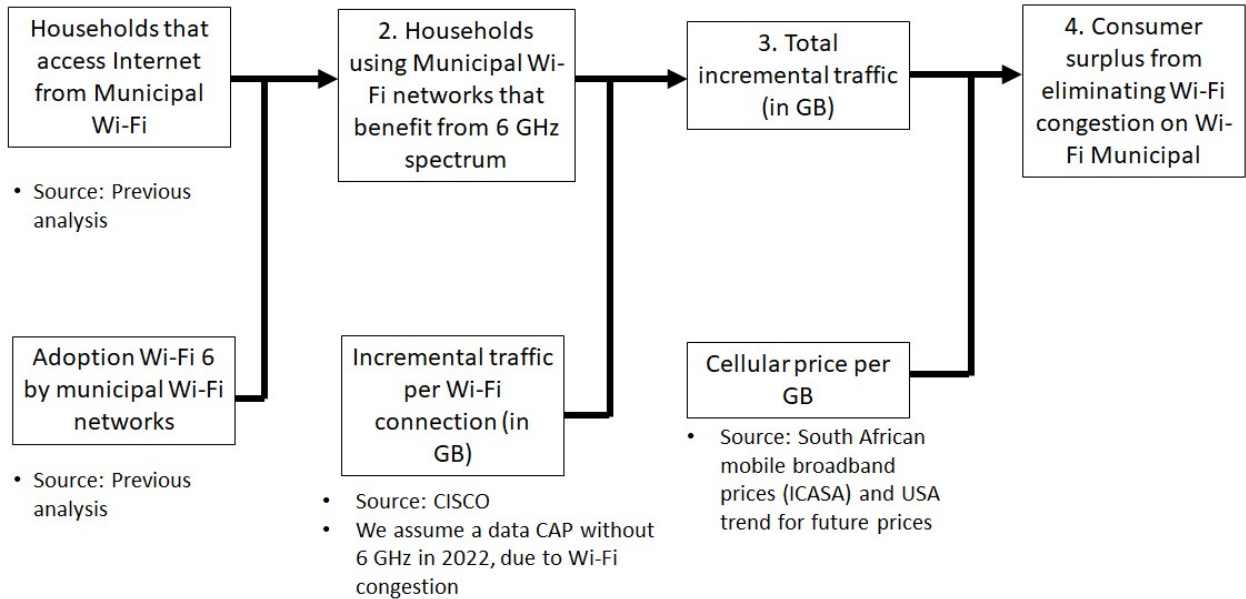 Households that
access Internet
from Municipal
Wi-Fi
• Source: Previous
analysis
2. Households
using Municipal Wi-
Fi networks that
benefit from 6 GHz
spectrum
3. Total
incremental traffic
(in GB)
4. Consumer
surplus from
eliminating Wi-Fi
congestion on Wi-
Fi Municipal
Adoption Wi-Fi 6
by municipal Wi-Fi
networks
• Source: Previous
analysis
Incremental traffic
per Wi-Fi
connection (in
GB)
• Source: CISCO
• We assume a data CAP without
6 GHz in 2022, due to Wi-Fi
congestion
Cellular price per
GB
• Source: South African
mobile broadband
prices (ICASA) and USA
trend for future prices